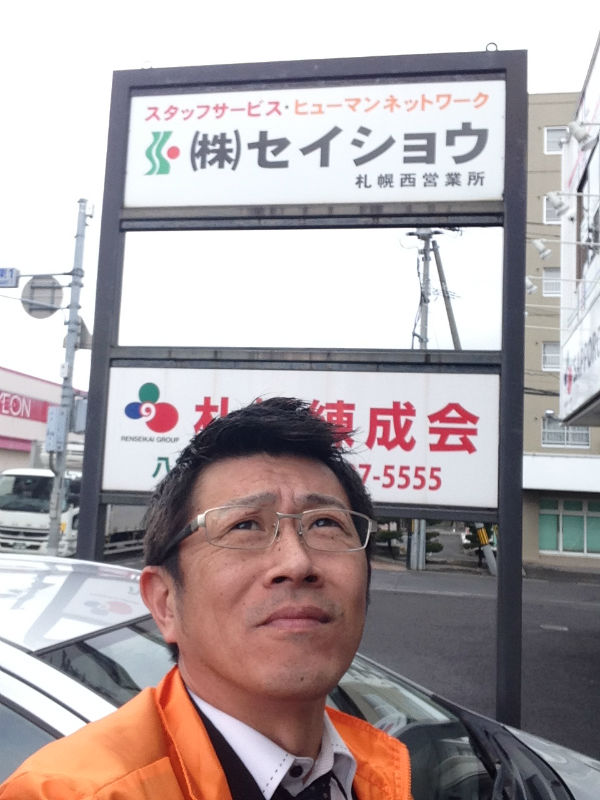 スタッフサービス・ヒューマンネットワーク
㈱セイショウ
札幌西営業所
RENSEIKAI GROUP
練成会
八
7-5555
EON